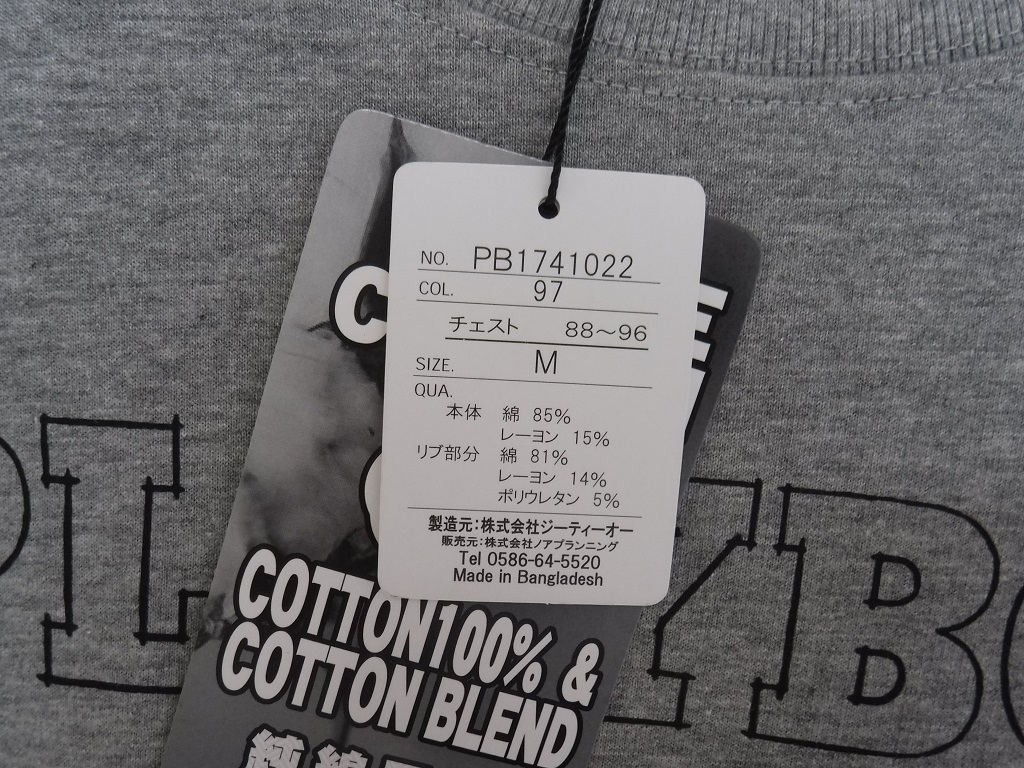 NO. PB1741022
COL. 97
チェスト 88～96
SIZE. M
QUA.
本体 綿 85%
レーヨン 15%
リブ部分 綿 81%
レーヨン 14%
ポリウレタン 5%
製造元:株式会社ジーティーオー
販売元:株式会社ノアプランニング
Tel 0586-64-5520
Made in Bangladesh
COTTON100% &
COTTON BLEND
純綿